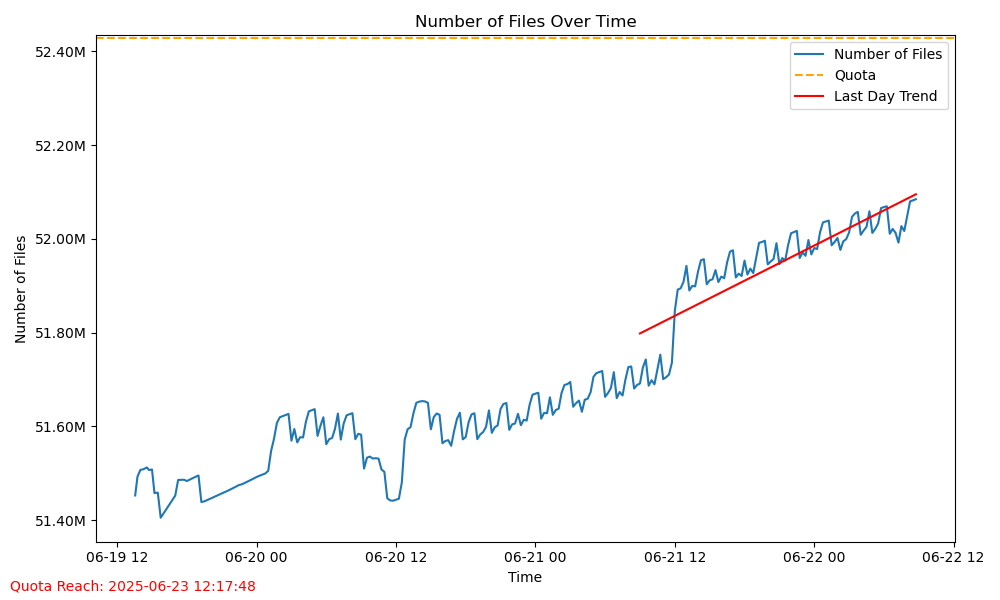 Number of Files Over Time
52.40M
52.20M
52.00M
51.80M
51.60M
51.40M
Number of Files
Number of Files
Quota
Last Day Trend
06-19 12
06-20 00
06-20 12
06-21 00
06-21 12
06-22 00
06-22 12
Time
Quota Reach: 2025-06-23 12:17:48